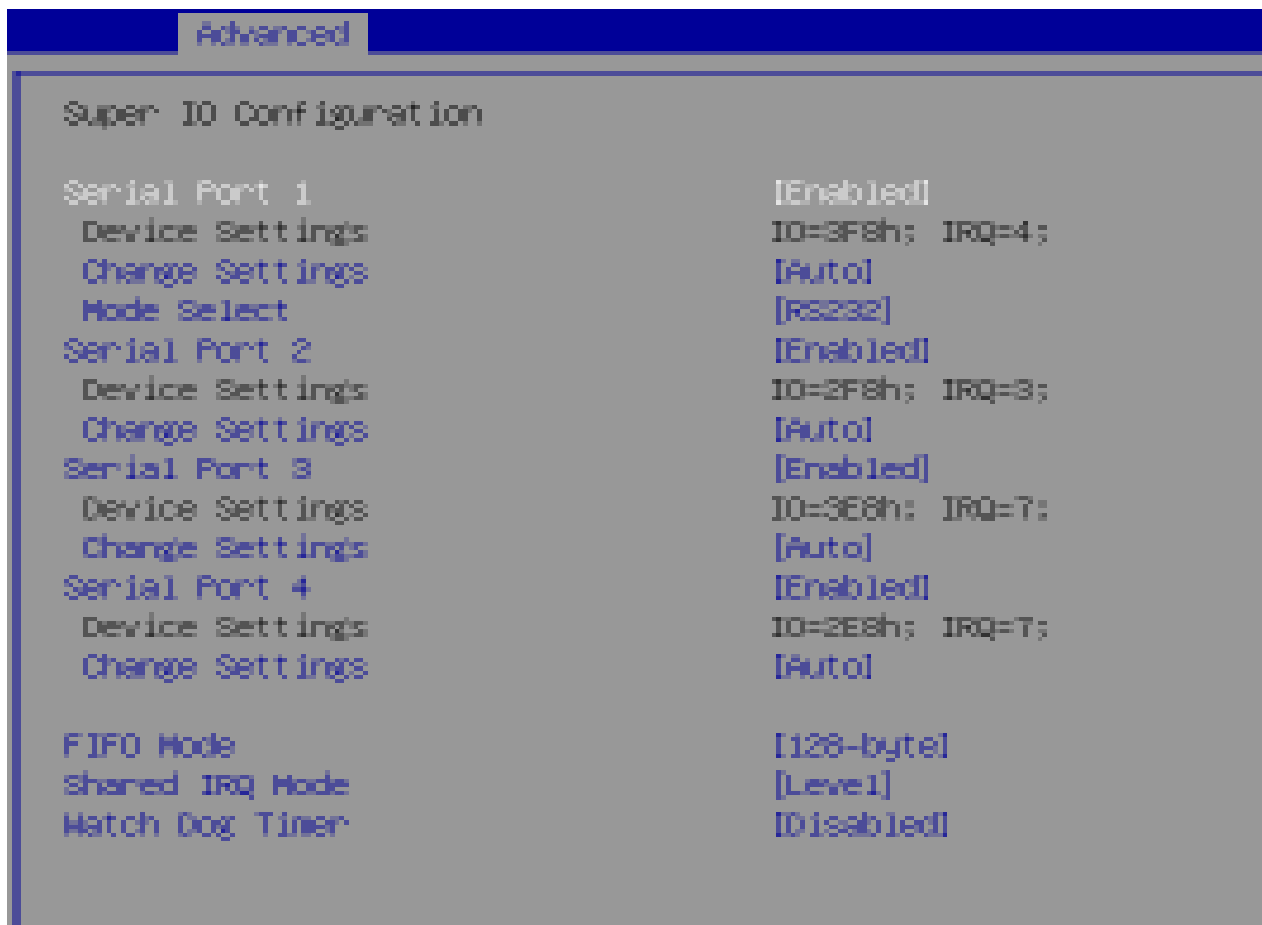 Advanced
Super IO Configuration
Serial Port 1 [Enabled]
Device Settings IO=3F8h; IRQ=4;
Change Settings [Auto]
Mode Select [RS232]
Serial Port 2 [Enabled]
Device Settings IO=2F8h; IRQ=3;
Change Settings [Auto]
Serial Port 3 [Enabled]
Device Settings IO=3E8h; IRQ=7;
Change Settings [Auto]
Serial Port 4 [Enabled]
Device Settings IO=2E8h; IRQ=7;
Change Settings [Auto]
FIFO Mode [128-byte]
Shared IRQ Mode [Level]
Watch Dog Timer [Disabled]